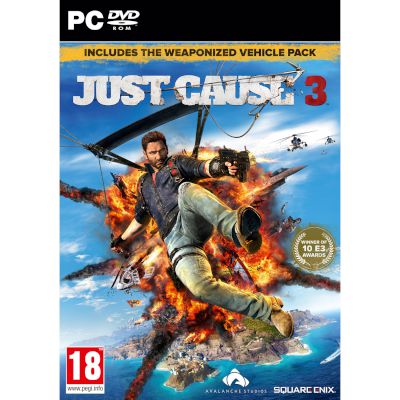 PC DVD
ROM
INCLUDES THE WEAPONIZED VEHICLE PACK
JUST CAUSE 3
WINNER OF
10 E3
AWARDS
18
www.pegi.info
AVALANCHE STUDIOS
SQUARE ENIX